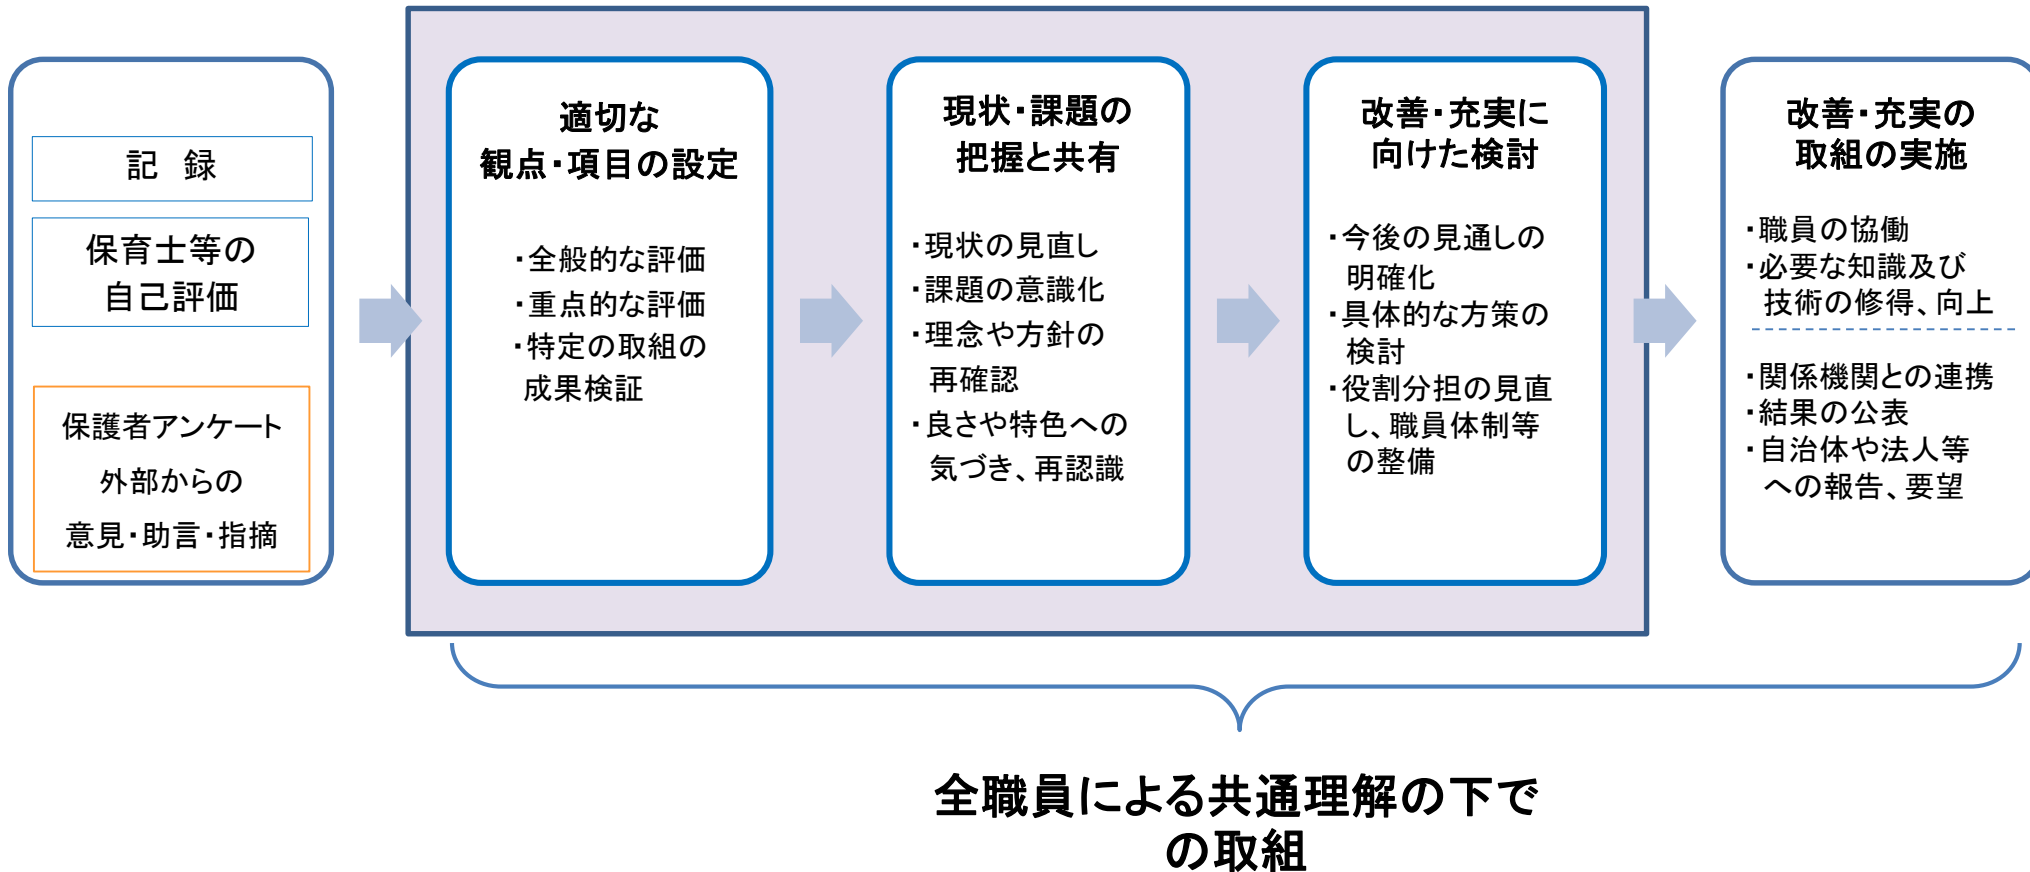 記 録
保育士等の
自己評価
保護者アンケート
外部からの
意見・助言・指摘
適切な
観点・項目の設定
・全般的な評価
・重点的な評価
・特定の取組の
成果検証
現状・課題の
把握と共有
・現状の見直し
・課題の意識化
・理念や方針の
再確認
・良さや特色への
気づき、再認識
改善・充実に
向けた検討
・今後の見通しの
明確化
・具体的な方策の
検討
・役割分担の見直
し、職員体制等
の整備
改善・充実の
取組の実施
・職員の協働
・必要な知識及び
技術の修得、向上
・関係機関との連携
・結果の公表
・自治体や法人等
への報告、要望
全職員による共通理解の下で
の取組